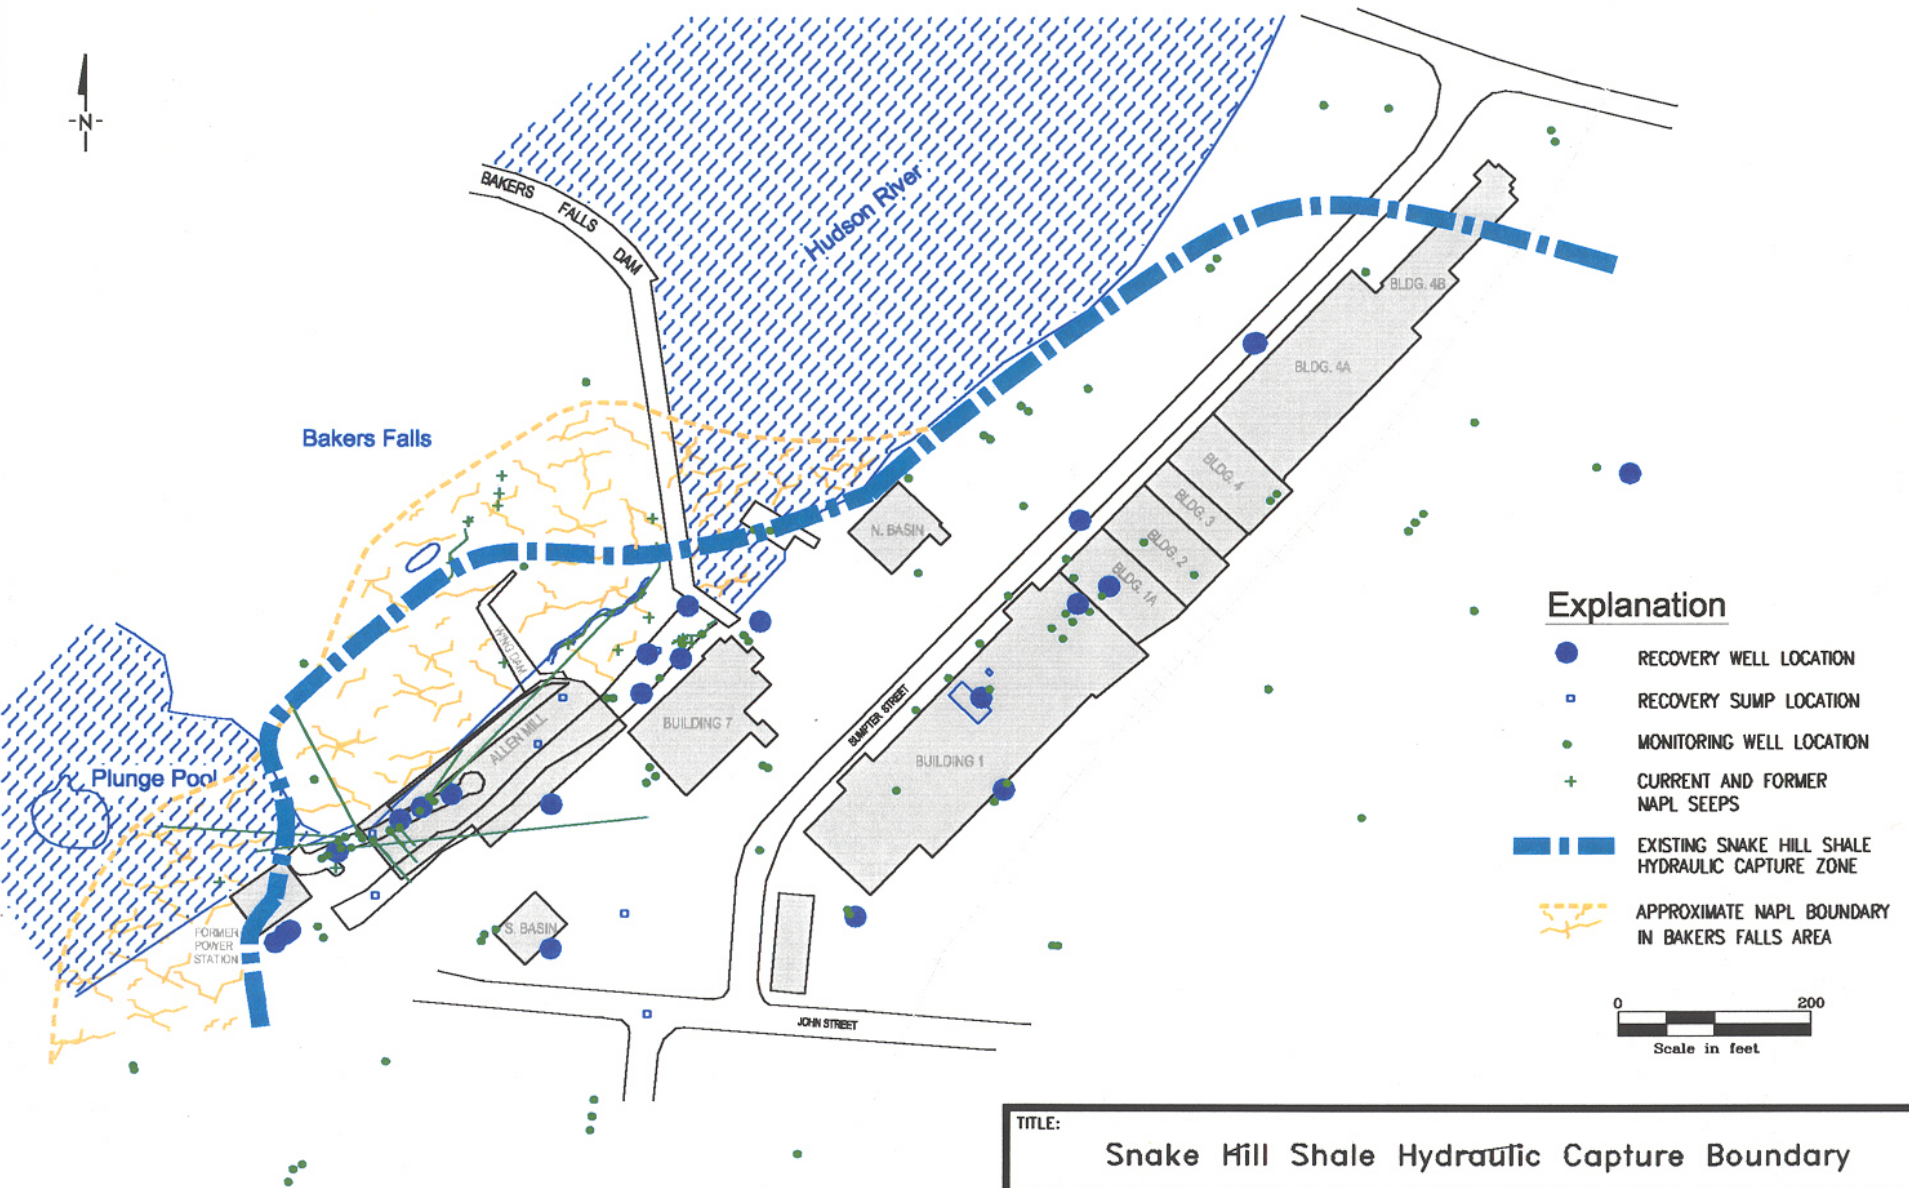 -N-
BAKERS FALLS DAM
Hudson River
BLDG. 4B
BLDG. 4A
Bakers Falls
BLDG. 4
BLDG. 3
BLDG. 2
BLDG. 1A
N. BASIN
WING DAM
ALLEN MILL
BUILDING 7
SUMPTER STREET
BUILDING 1
Plunge Pool
FORMER
POWER
STATION
S. BASIN
JOHN STREET
Explanation
RECOVERY WELL LOCATION
RECOVERY SUMP LOCATION
MONITORING WELL LOCATION
CURRENT AND FORMER
NAPL SEEPS
EXISTING SNAKE HILL SHALE
HYDRAULIC CAPTURE ZONE
APPROXIMATE NAPL BOUNDARY
IN BAKERS FALLS AREA
0 200
Scale in feet
TITLE:
Snake Hill Shale Hydraulic Capture Boundary